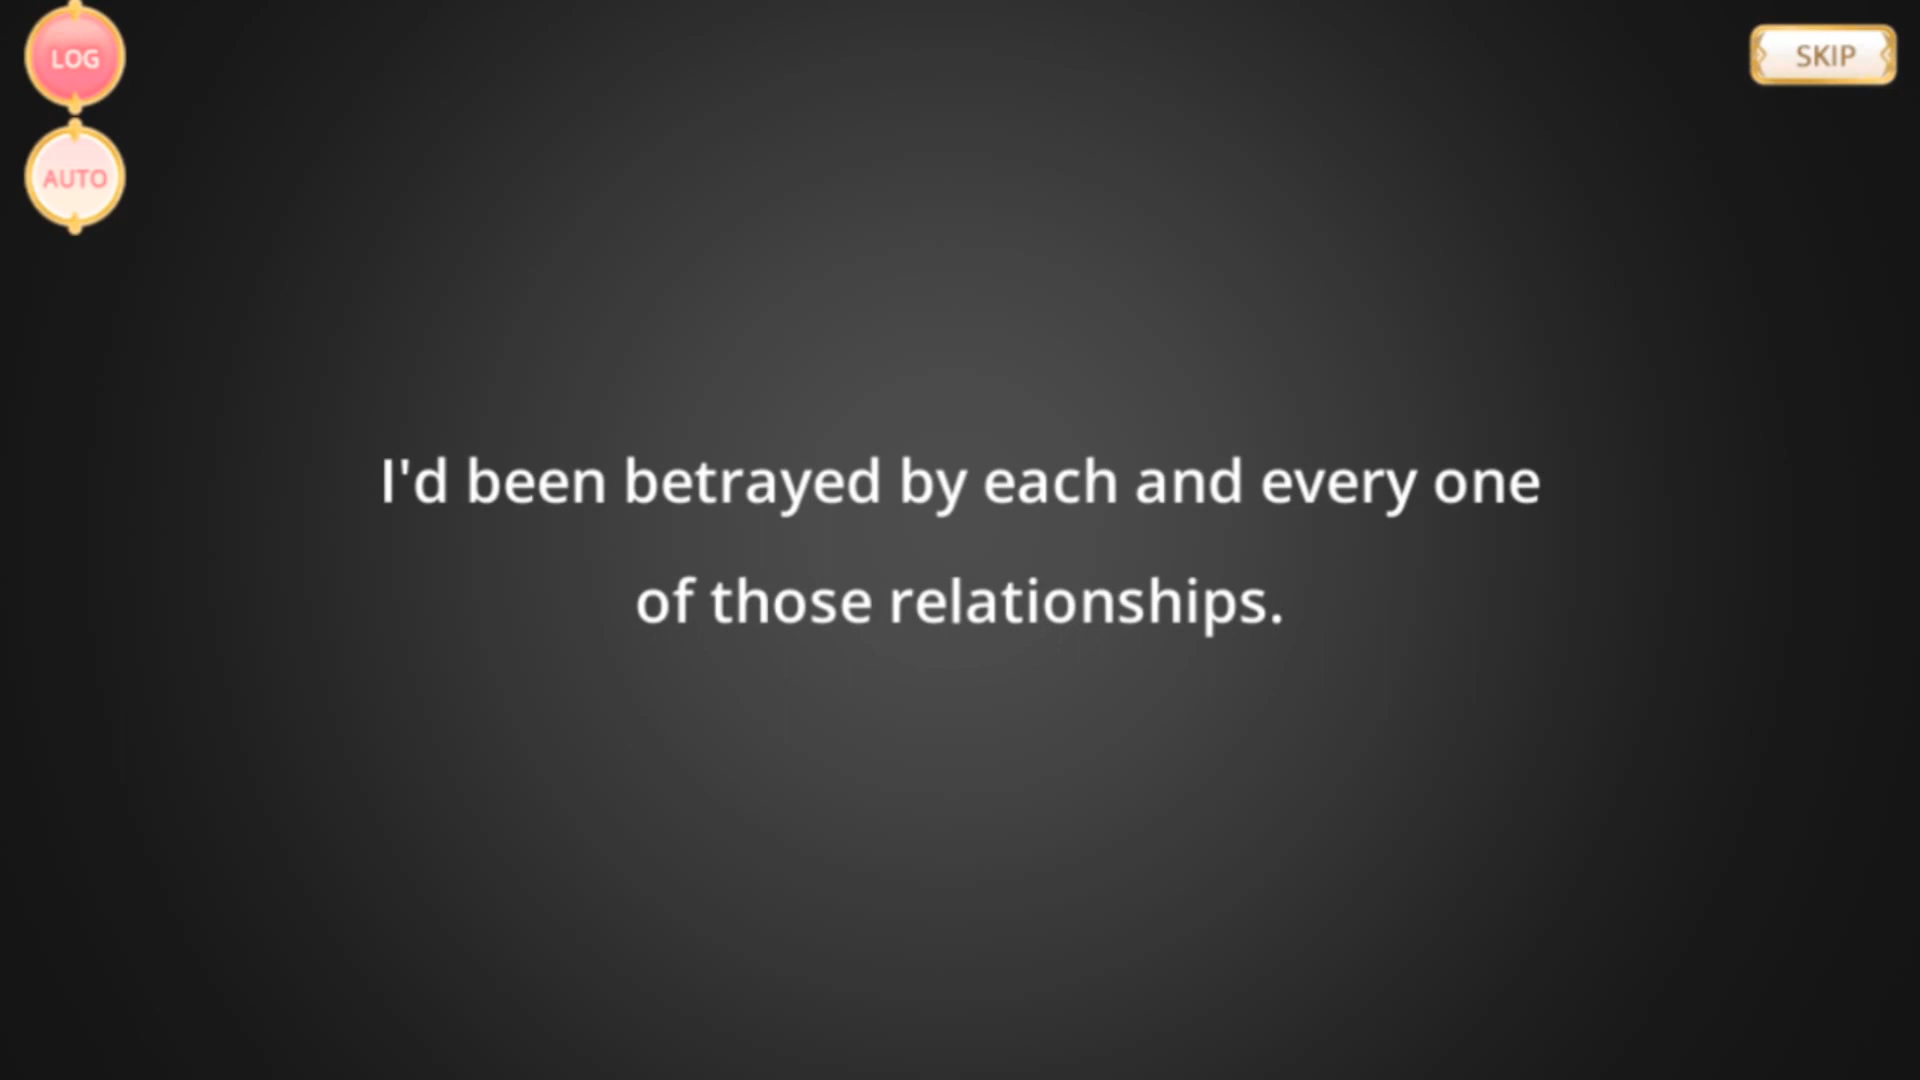 LOG
SKIP
AUTO
I'd been betrayed by each and every one
of those relationships.